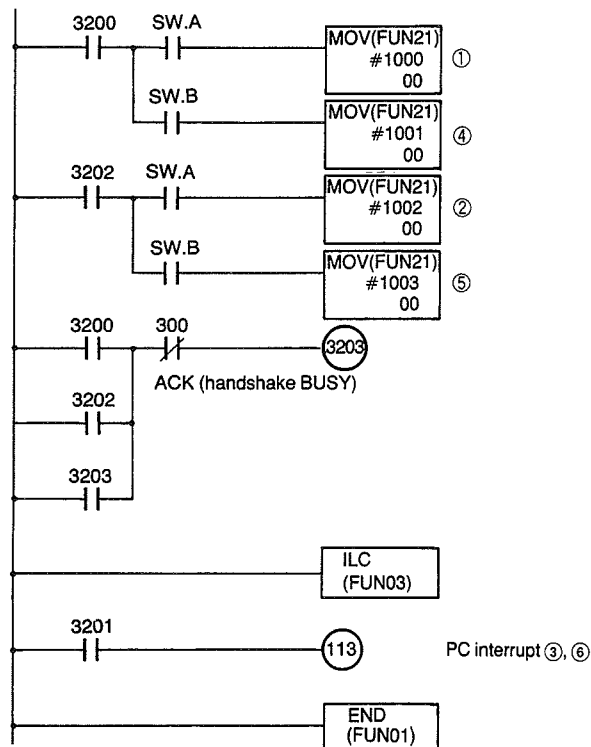 3200 SW.A
MOV(FUN21)
#1000
00
①
SW.B
MOV(FUN21)
#1001
00
④
3202 SW.A
MOV(FUN21)
#1002
00
②
SW.B
MOV(FUN21)
#1003
00
⑤
3200 300
3203
ACK (handshake BUSY)
3202
3203
ILC
(FUN03)
3201
113
PC interrupt ③, ⑥
END
(FUN01)